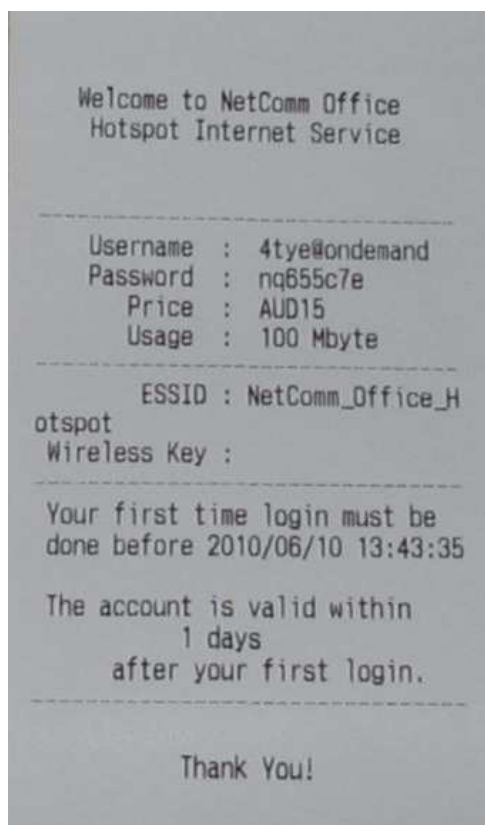 Welcome to NetComm Office
Hotspot Internet Service
Username : 4tye@ondemand
Password : nq655c7e
Price : AUD15
Usage : 100 Mbyte
ESSID : NetComm_Office_H
otspot
Wireless Key :
Your first time login must be
done before 2010/06/10 13:43:35
The account is valid within
1 days
after your first login.
Thank You!